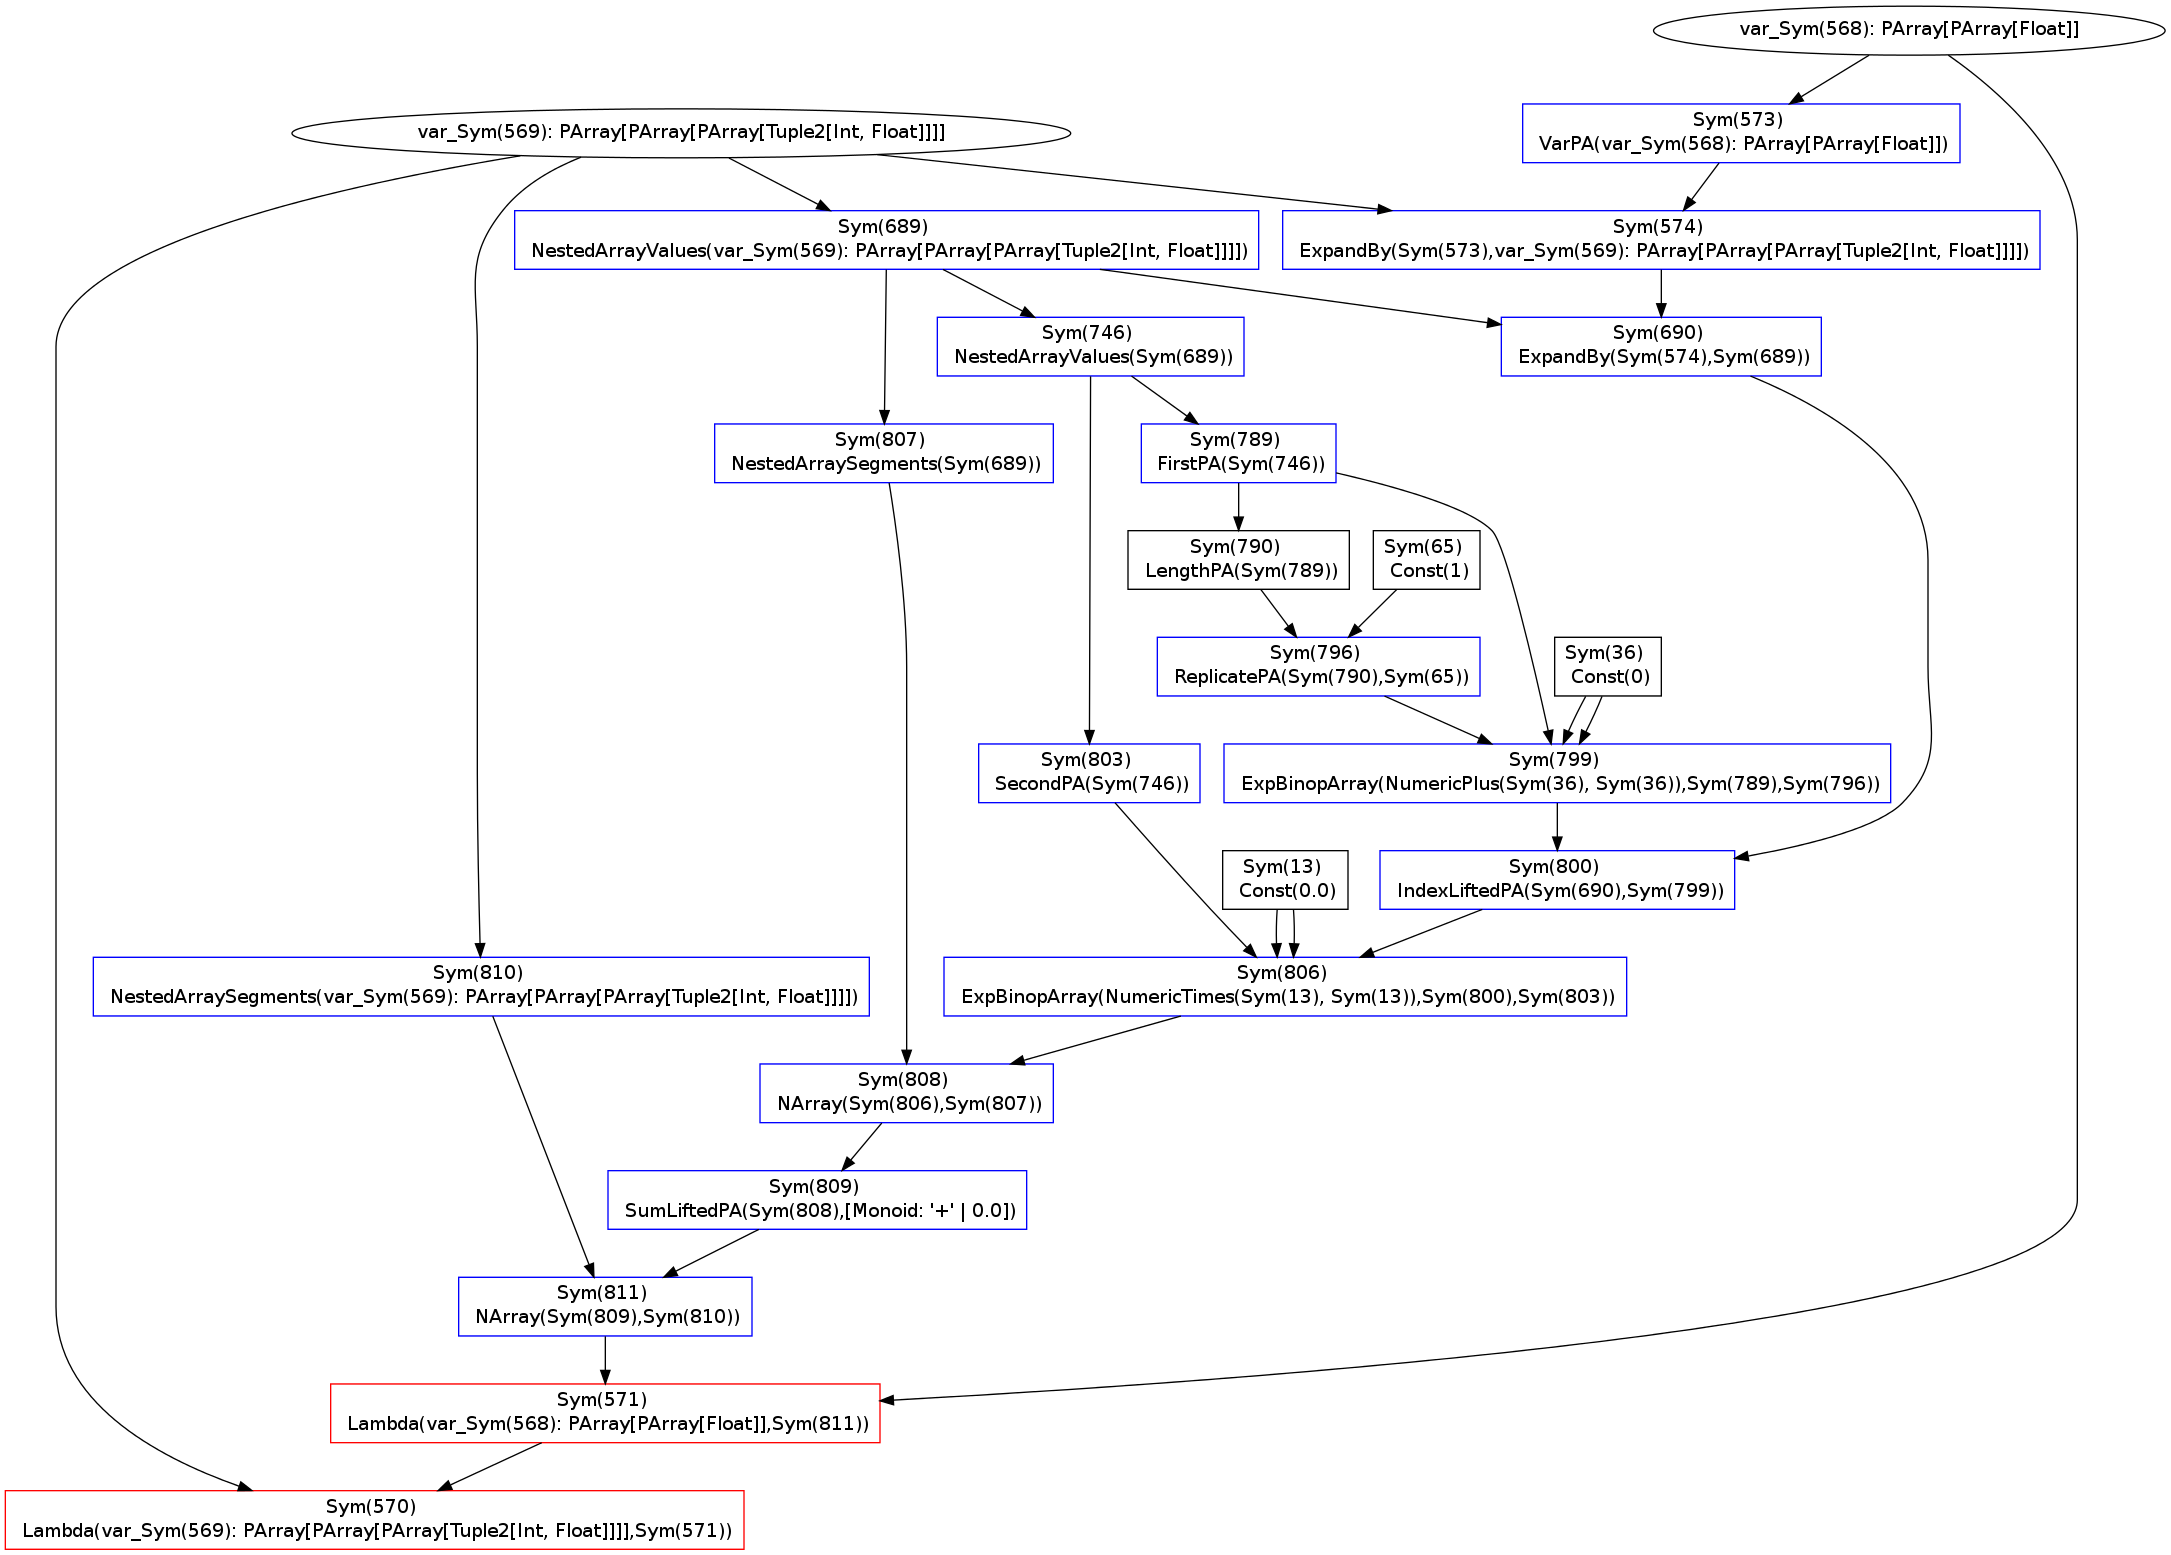 var_Sym(568): PArray[PArray[Float]]
var_Sym(569): PArray[PArray[PArray[Tuple2[Int, Float]]]]
Sym(573)
VarPA(var_Sym(568): PArray[PArray[Float]])
Sym(689)
NestedArrayValues(var_Sym(569): PArray[PArray[PArray[Tuple2[Int, Float]]]])
Sym(574)
ExpandBy(Sym(573),var_Sym(569): PArray[PArray[PArray[Tuple2[Int, Float]]]])
Sym(746)
NestedArrayValues(Sym(689))
Sym(690)
ExpandBy(Sym(574),Sym(689))
Sym(807)
NestedArraySegments(Sym(689))
Sym(789)
FirstPA(Sym(746))
Sym(790)
LengthPA(Sym(789))
Sym(65)
Const(1)
Sym(796)
ReplicatePA(Sym(790),Sym(65))
Sym(36)
Const(0)
Sym(803)
SecondPA(Sym(746))
Sym(799)
ExpBinopArray(NumericPlus(Sym(36), Sym(36)),Sym(789),Sym(796))
Sym(13)
Const(0.0)
Sym(800)
IndexLiftedPA(Sym(690),Sym(799))
Sym(810)
NestedArraySegments(var_Sym(569): PArray[PArray[PArray[Tuple2[Int, Float]]]])
Sym(806)
ExpBinopArray(NumericTimes(Sym(13), Sym(13)),Sym(800),Sym(803))
Sym(808)
NArray(Sym(806),Sym(807))
Sym(809)
SumLiftedPA(Sym(808),[Monoid: '+' | 0.0])
Sym(811)
NArray(Sym(809),Sym(810))
Sym(571)
Lambda(var_Sym(568): PArray[PArray[Float]],Sym(811))
Sym(570)
Lambda(var_Sym(569): PArray[PArray[PArray[Tuple2[Int, Float]]]],Sym(571))